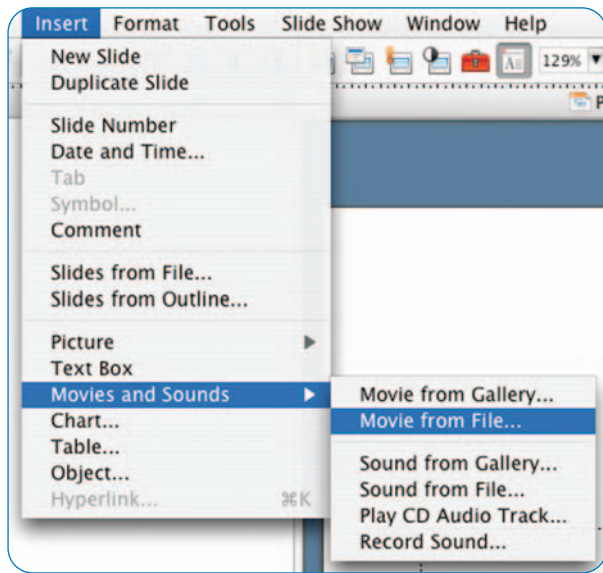 Insert Format Tools Slide Show Window Help
129%
New Slide
Duplicate Slide
Slide Number
Date and Time...
Tab
Symbol...
Comment
Slides from File...
Slides from Outline...
Picture
Text Box
Movies and Sounds
Chart...
Table...
Object...
Hyperlink... ⌘K
Movie from Gallery...
Movie from File...
Sound from Gallery...
Sound from File...
Play CD Audio Track...
Record Sound...